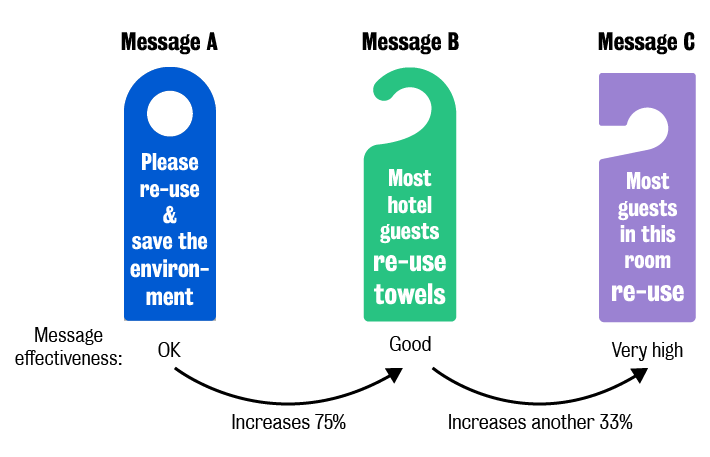 Message A
Message B
Message C
Please
re-use
&
save the
environ-
ment
Most
hotel
guests
re-use
towels
Most
guests
in this
room
re-use
Message
effectiveness:
OK
Good
Very high
Increases 75%
Increases another 33%